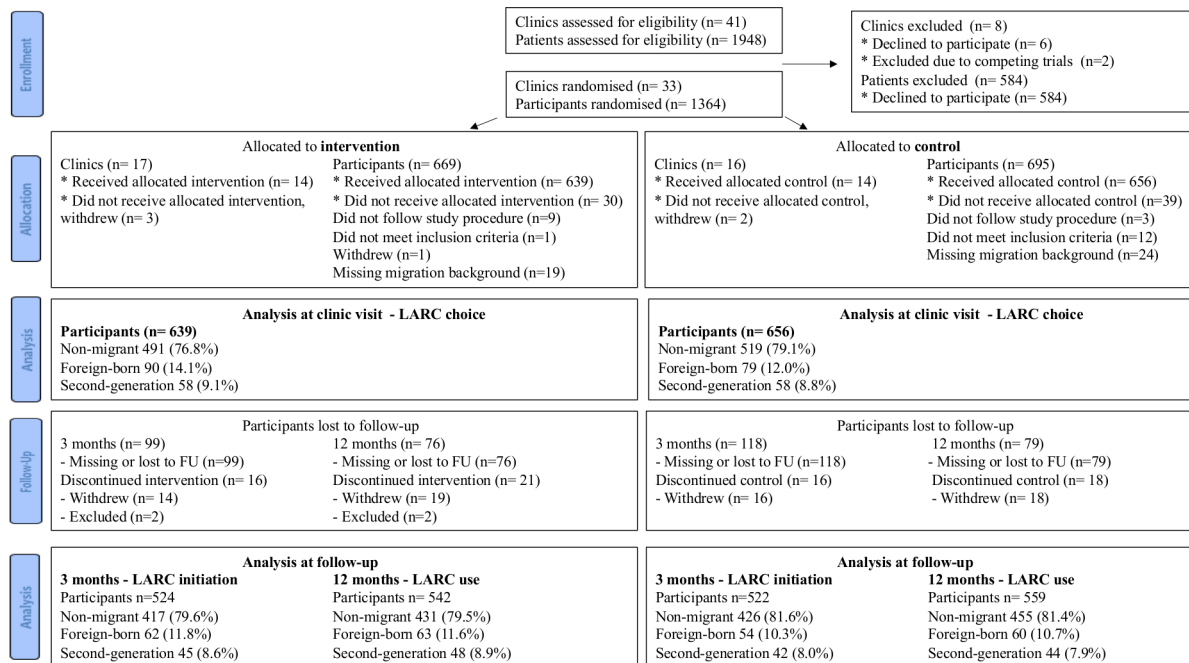 Enrollment
Clinics assessed for eligibility (n= 41)
Patients assessed for eligibility (n= 1948)
Clinics excluded (n= 8)
* Declined to participate (n= 6)
* Excluded due to competing trials (n=2)
Patients excluded (n= 584)
* Declined to participate (n= 584)
Clinics randomised (n= 33)
Participants randomised (n= 1364)
Allocation
Allocated to intervention
Clinics (n= 17)
* Received allocated intervention (n= 14)
* Did not receive allocated intervention,
withdrew (n= 3)
Participants (n= 669)
* Received allocated intervention (n= 639)
* Did not receive allocated intervention (n= 30)
Did not follow study procedure (n=9)
Did not meet inclusion criteria (n=1)
Withdrew (n=1)
Missing migration background (n=19)
Allocated to control
Clinics (n= 16)
* Received allocated control (n= 14)
* Did not receive allocated control,
withdrew (n= 2)
Participants (n= 695)
* Received allocated control (n= 656)
* Did not receive allocated control (n=39)
Did not follow study procedure (n=3)
Did not meet inclusion criteria (n=12)
Missing migration background (n=24)
Analysis
Analysis at clinic visit - LARC choice
Participants (n= 639)
Non-migrant 491 (76.8%)
Foreign-born 90 (14.1%)
Second-generation 58 (9.1%)
Analysis at clinic visit - LARC choice
Participants (n= 656)
Non-migrant 519 (79.1%)
Foreign-born 79 (12.0%)
Second-generation 58 (8.8%)
Follow-Up
Participants lost to follow-up
3 months (n= 99)
- Missing or lost to FU (n=99)
Discontinued intervention (n= 16)
- Withdrew (n= 14)
- Excluded (n=2)
12 months (n= 76)
- Missing or lost to FU (n=76)
Discontinued intervention (n= 21)
- Withdrew (n= 19)
- Excluded (n=2)
Participants lost to follow-up
3 months (n= 118)
- Missing or lost to FU (n=118)
Discontinued control (n= 16)
- Withdrew (n= 16)
12 months (n= 79)
- Missing or lost to FU (n=79)
Discontinued control (n= 18)
- Withdrew (n= 18)
Analysis
Analysis at follow-up
3 months - LARC initiation
Participants n=524
Non-migrant 417 (79.6%)
Foreign-born 62 (11.8%)
Second-generation 45 (8.6%)
12 months - LARC use
Participants n= 542
Non-migrant 431 (79.5%)
Foreign-born 63 (11.6%)
Second-generation 48 (8.9%)
Analysis at follow-up
3 months - LARC initiation
Participants n=522
Non-migrant 426 (81.6%)
Foreign-born 54 (10.3%)
Second-generation 42 (8.0%)
12 months - LARC use
Participants n= 559
Non-migrant 455 (81.4%)
Foreign-born 60 (10.7%)
Second-generation 44 (7.9%)